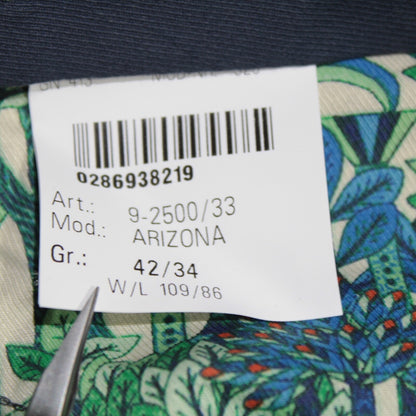 0286938219
Art.: 9-2500/33
Mod.: ARIZONA
Gr.: 42/34
W/L 109/86